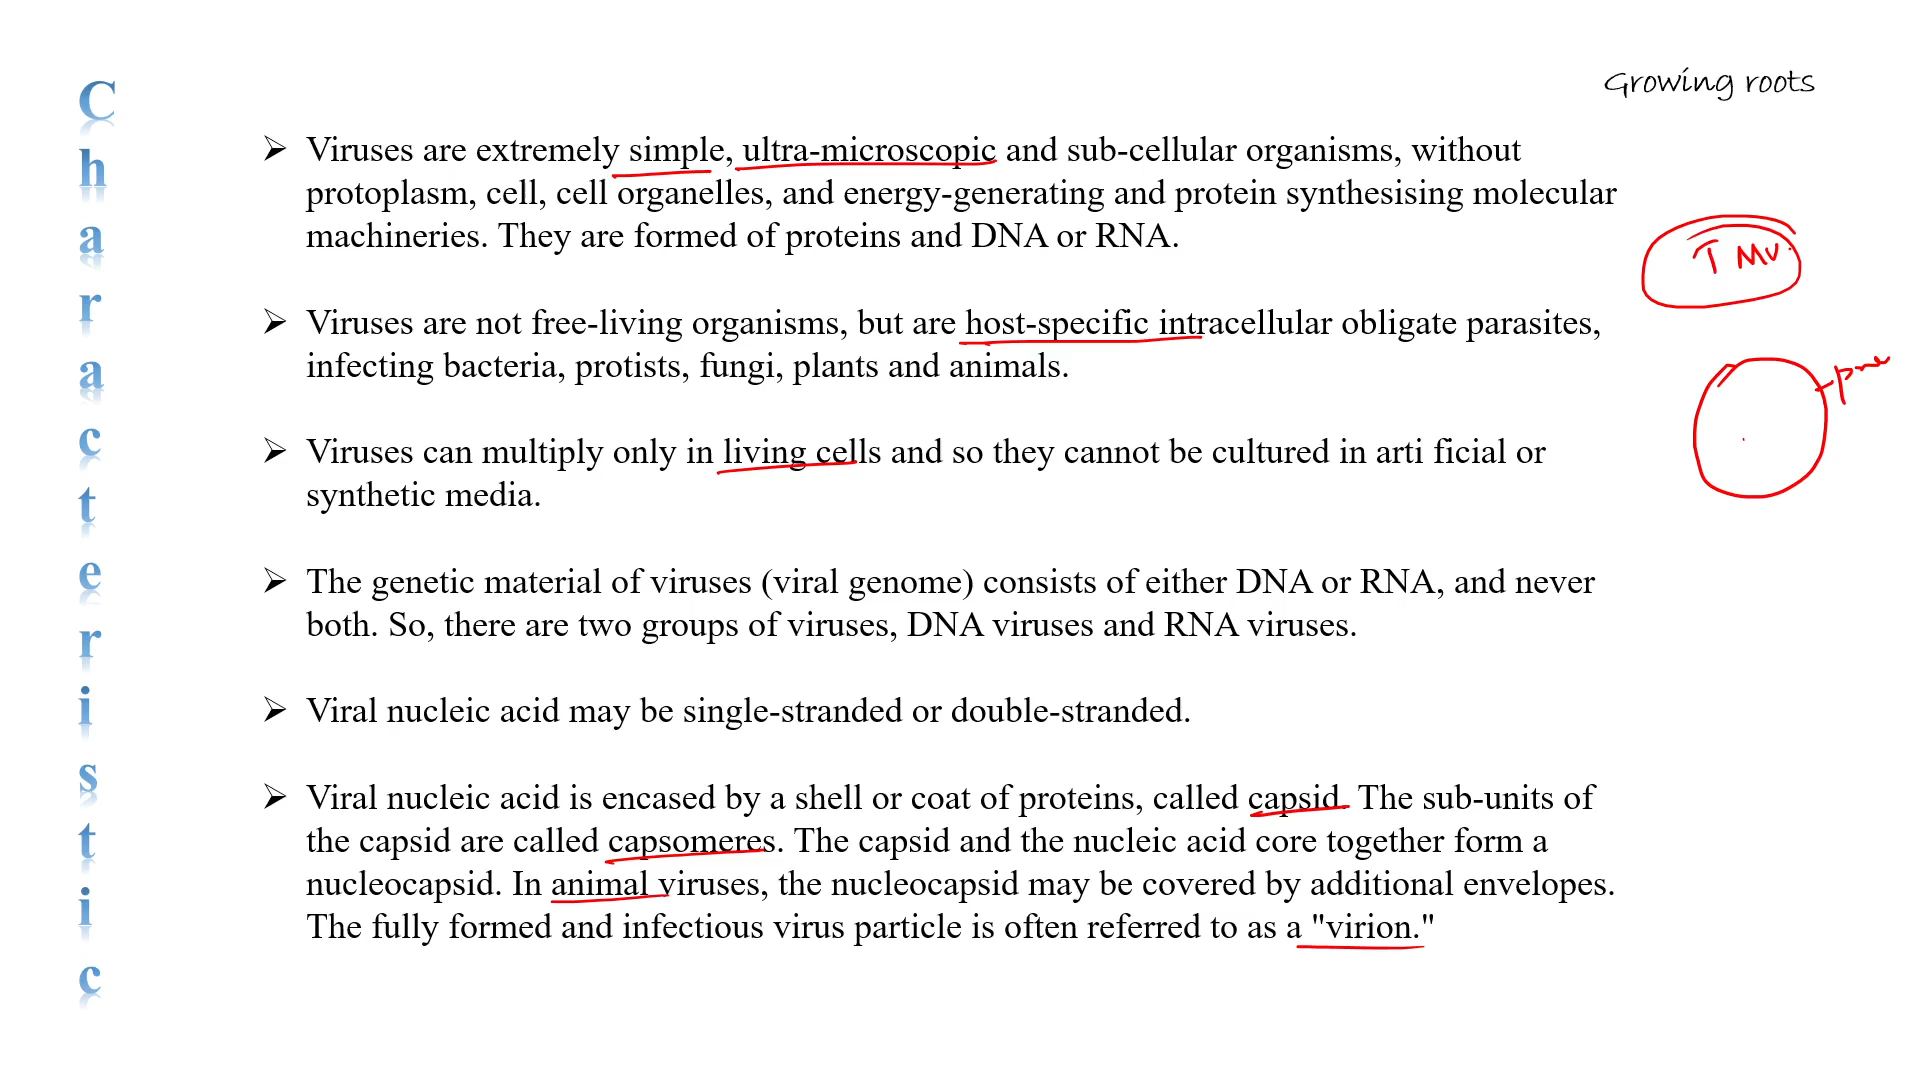 Characteristic
Growing roots
➢ Viruses are extremely simple, ultra-microscopic and sub-cellular organisms, without
protoplasm, cell, cell organelles, and energy-generating and protein synthesising molecular
machineries. They are formed of proteins and DNA or RNA.
TMV
➢ Viruses are not free-living organisms, but are host-specific intracellular obligate parasites,
infecting bacteria, protists, fungi, plants and animals.
➢ Viruses can multiply only in living cells and so they cannot be cultured in arti ficial or
synthetic media.
➢ The genetic material of viruses (viral genome) consists of either DNA or RNA, and never
both. So, there are two groups of viruses, DNA viruses and RNA viruses.
➢ Viral nucleic acid may be single-stranded or double-stranded.
➢ Viral nucleic acid is encased by a shell or coat of proteins, called capsid. The sub-units of
the capsid are called capsomeres. The capsid and the nucleic acid core together form a
nucleocapsid. In animal viruses, the nucleocapsid may be covered by additional envelopes.
The fully formed and infectious virus particle is often referred to as a "virion."